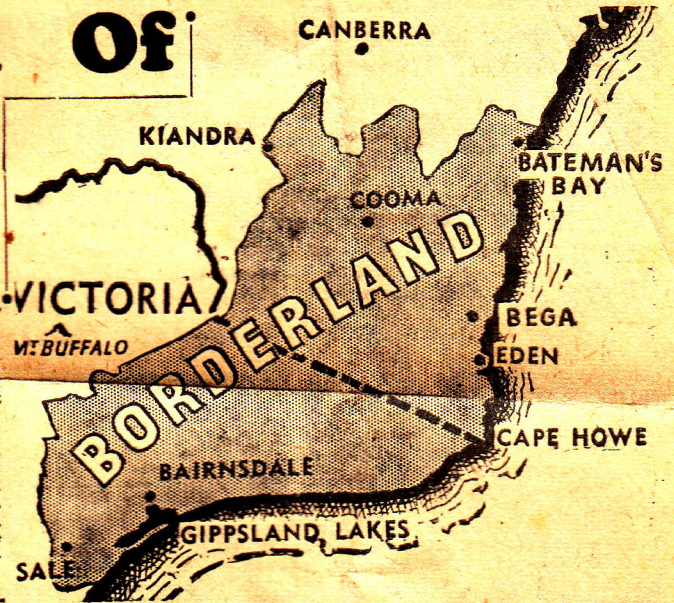 Of
CANBERRA
KIANDRA
BATEMAN'S
BAY
COOMA
BORDERLAND
VICTORIA
MT BUFFALO
BEGA
EDEN
CAPE HOWE
BAIRNSDALE
GIPPSLAND LAKES
SALE